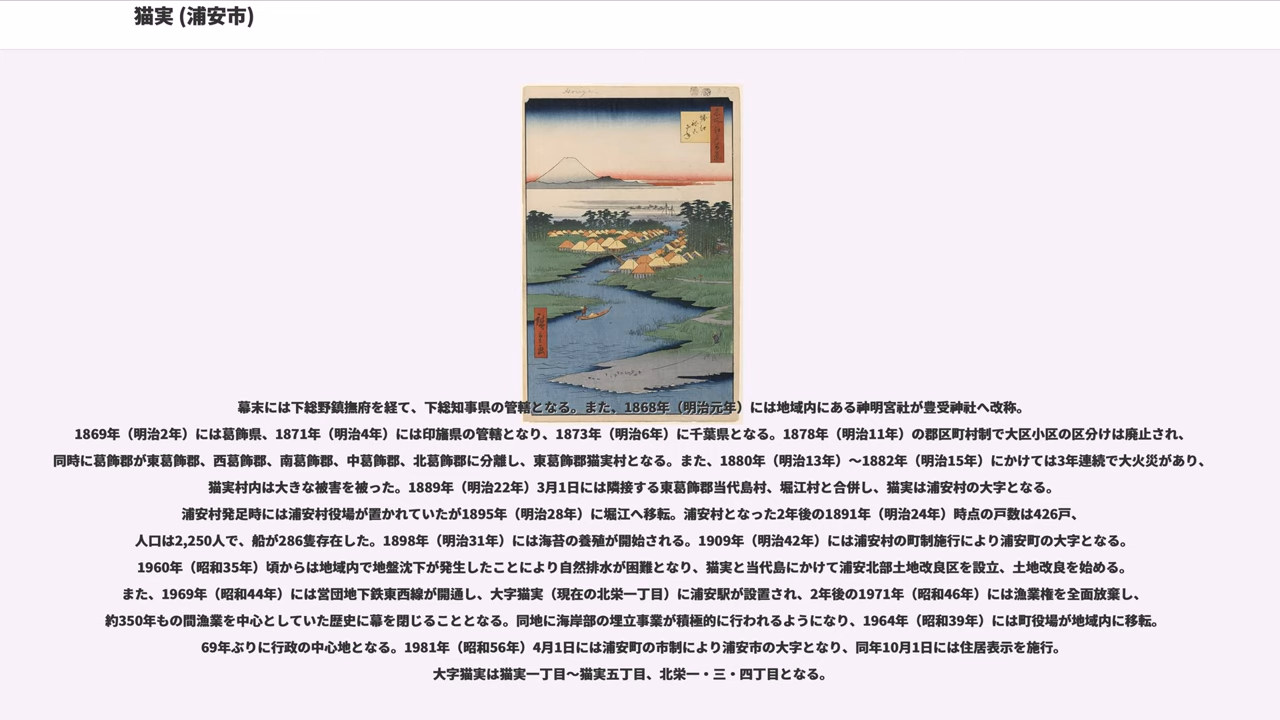 猫実 (浦安市)
幕末には下総野鎮撫府を経て、下総知事県の管轄となる。また、1868年（明治元年）には地域内にある神明宮社が豊受神社へ改称。
1869年（明治2年）には葛飾県、1871年（明治4年）には印旛県の管轄となり、1873年（明治6年）に千葉県となる。1878年（明治11年）の郡区町村制で大区小区の区分けは廃止され、
同時に葛飾郡が東葛飾郡、西葛飾郡、南葛飾郡、中葛飾郡、北葛飾郡に分離し、東葛飾郡猫実村となる。また、1880年（明治13年）〜1882年（明治15年）にかけては3年連続で大火災があり、
猫実村内は大きな被害を被った。1889年（明治22年）3月1日には隣接する東葛飾郡当代島村、堀江村と合併し、猫実は浦安村の大字となる。
浦安村発足時には浦安村役場が置かれていたが1895年（明治28年）に堀江へ移転。浦安村となった2年後の1891年（明治24年）時点の戸数は426戸、
人口は2,250人で、船が286隻存在した。1898年（明治31年）には海苔の養殖が開始される。1909年（明治42年）には浦安村の町制施行により浦安町の大字となる。
1960年（昭和35年）頃からは地域内で地盤沈下が発生したことにより自然排水が困難となり、猫実と当代島にかけて浦安北部土地改良区を設立、土地改良を始める。
また、1969年（昭和44年）には営団地下鉄東西線が開通し、大字猫実（現在の北栄一丁目）に浦安駅が設置され、2年後の1971年（昭和46年）には漁業権を全面放棄し、
約350年もの間漁業を中心としていた歴史に幕を閉じることとなる。同地に海岸部の埋立事業が積極的に行われるようになり、1964年（昭和39年）には町役場が地域内に移転。
69年ぶりに行政の中心地となる。1981年（昭和56年）4月1日には浦安町の市制により浦安市の大字となり、同年10月1日には住居表示を施行。
大字猫実は猫実一丁目〜猫実五丁目、北栄一・三・四丁目となる。